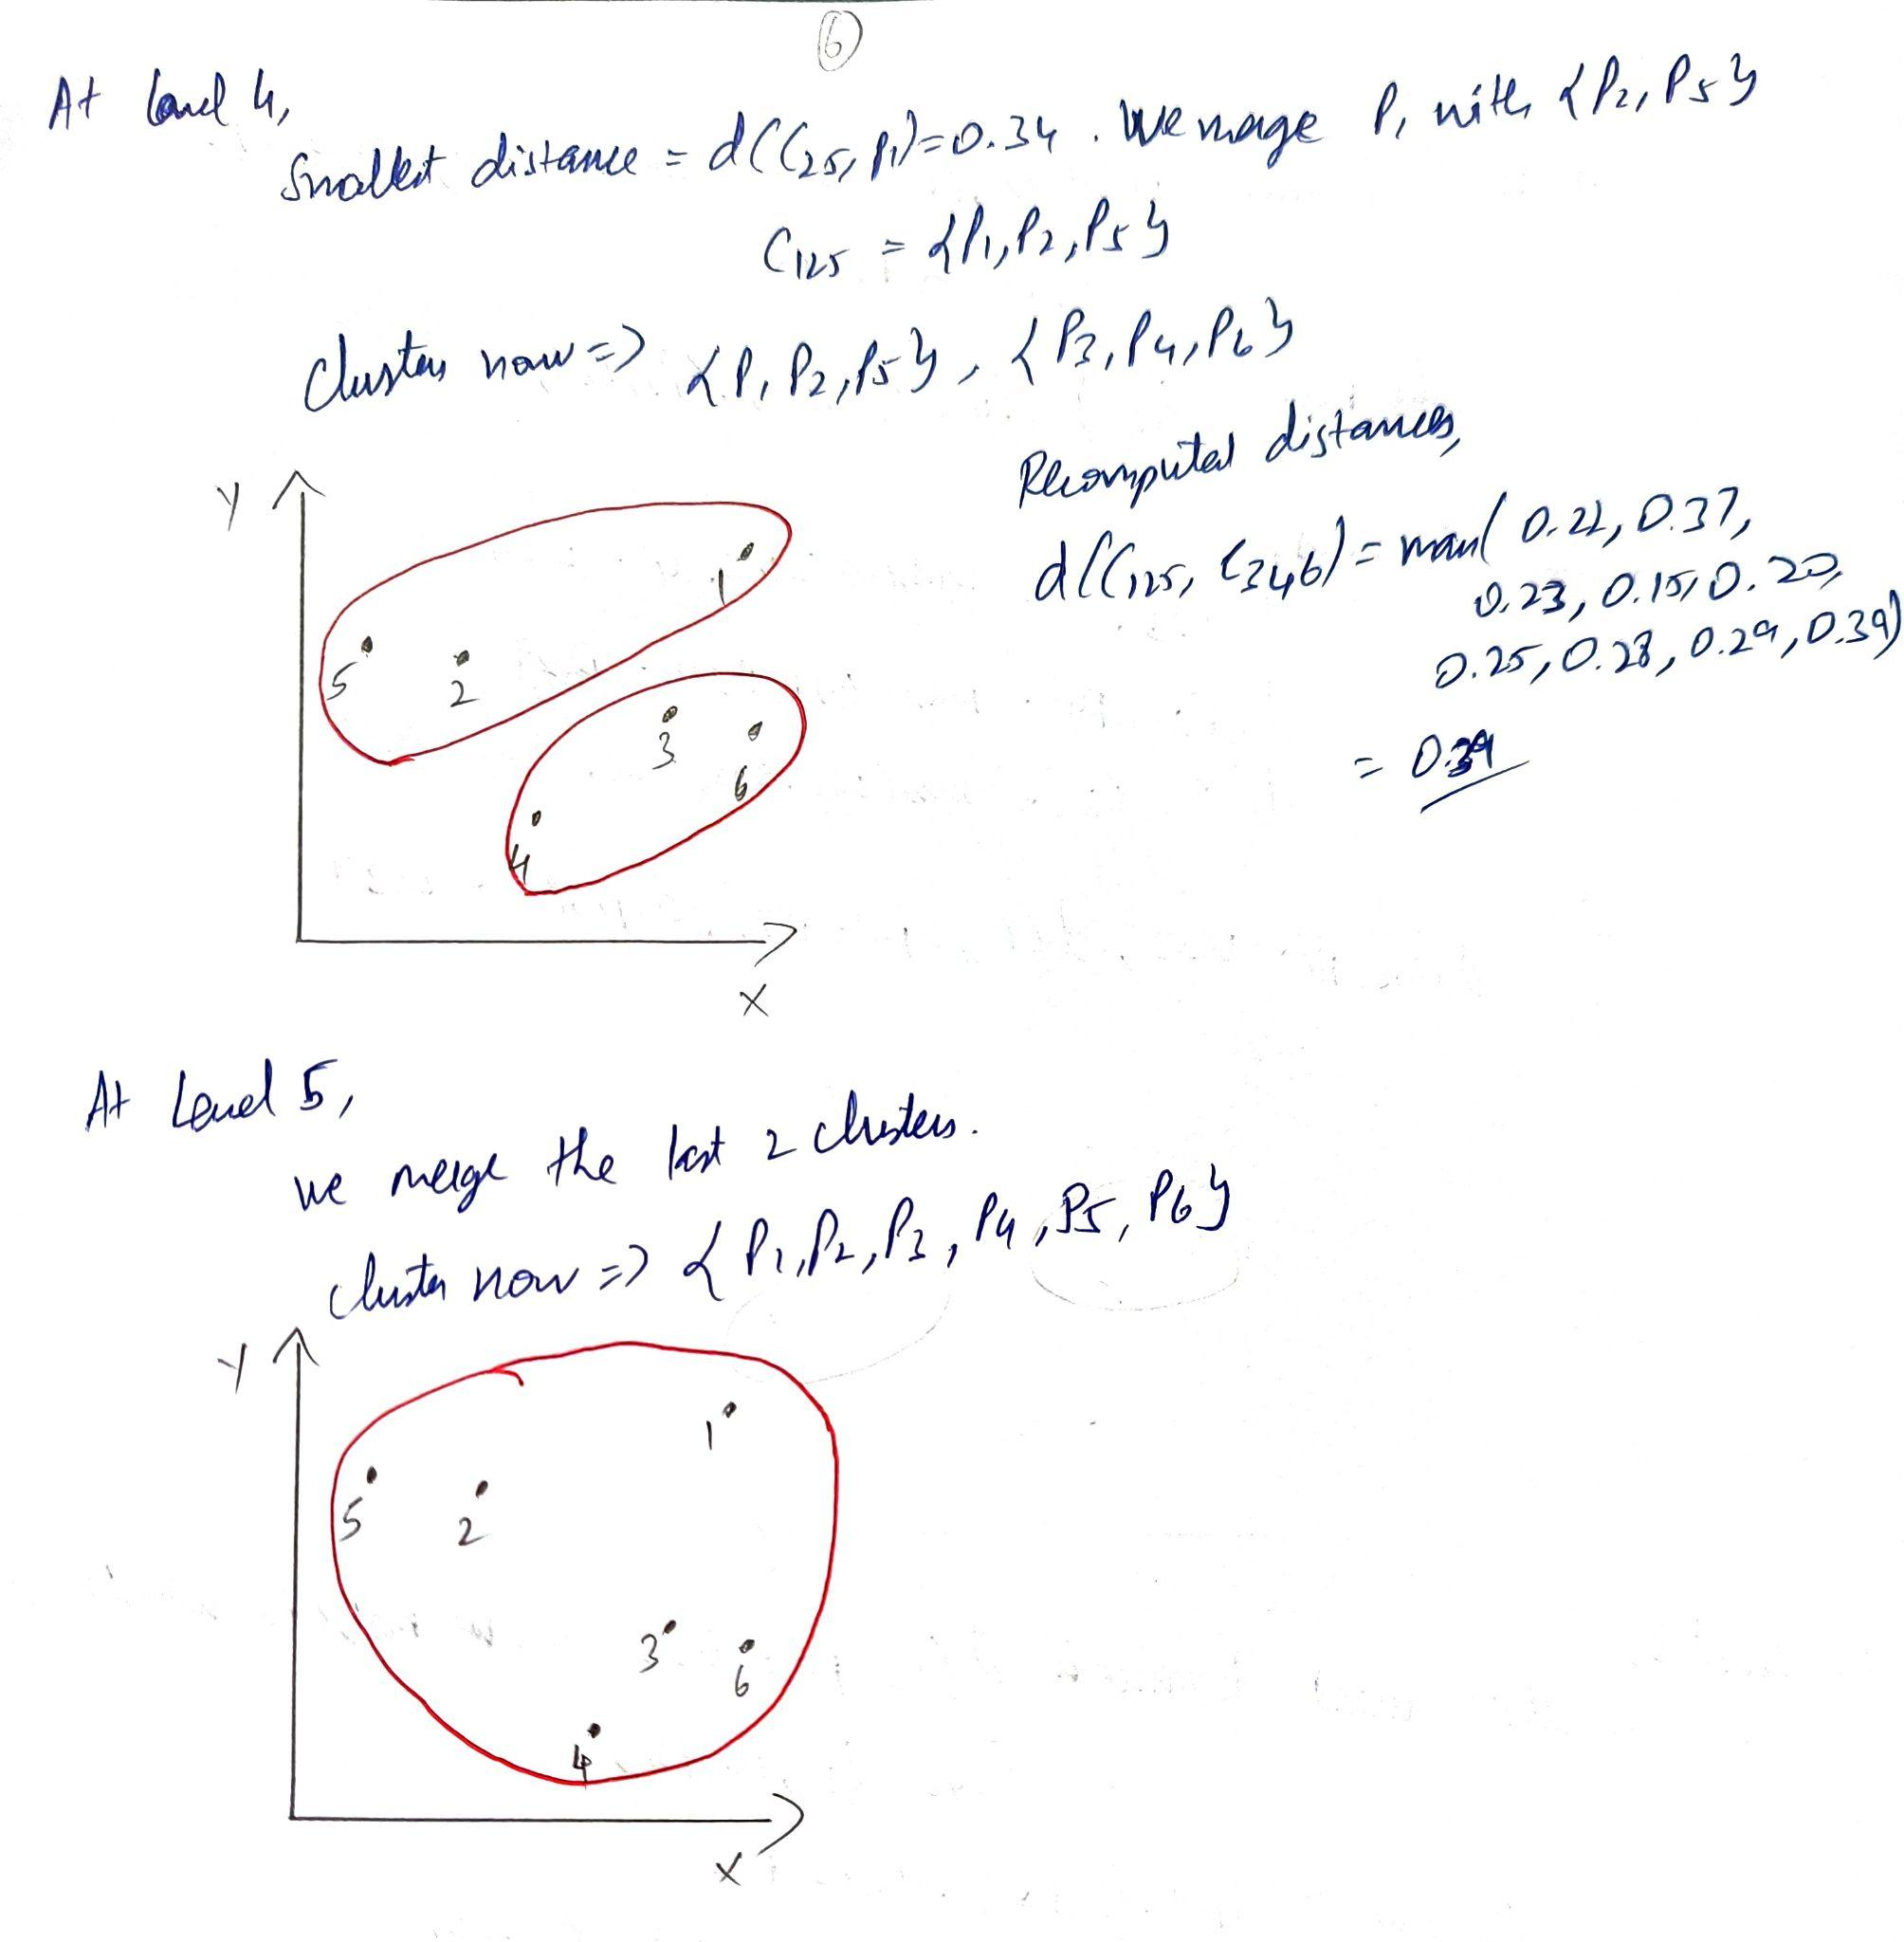 6
At Level 4,
Smallest distance = d(C25, P1)=0.34 . We merge P1 with {P2, P5}
C125 = {P1, P2, P5}
Clusters now => {P1 P2, P5}, {P3, P4, P6}
Recomputed distances,
d(C125, C346) = max( 0.22, 0.37,
0.23, 0.15, 0.20,
0.25, 0.28, 0.29, 0.39)
= 0.39
Y
1
5
2
3
6
4
X
At Level 5,
we merge the last 2 clusters.
cluster now => { P1, P2, P3, P4, P5, P6}
Y
1
5
2
3
6
4
X